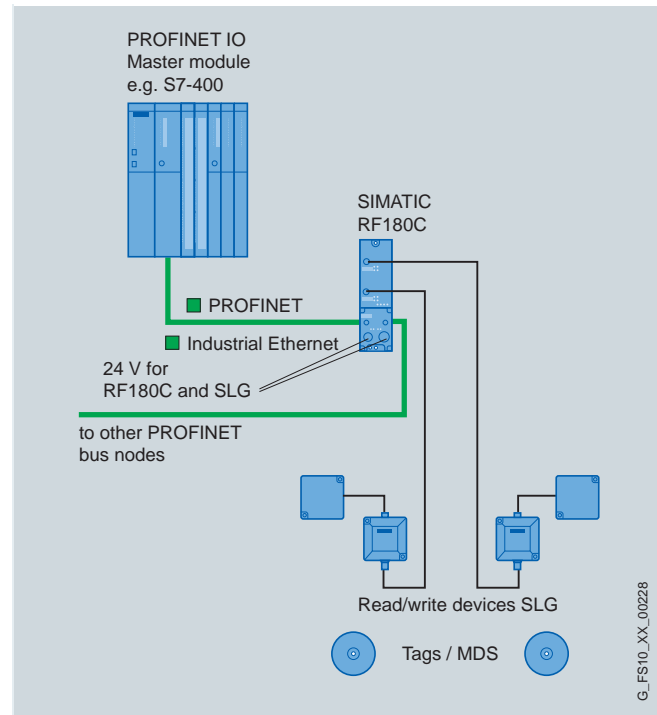 PROFINET IO
Master module
e.g. S7-400
SIMATIC
RF180C
PROFINET
Industrial Ethernet
24 V for
RF180C and SLG
to other PROFINET
bus nodes
Read/write devices SLG
Tags / MDS
G_FS10_XX_00228